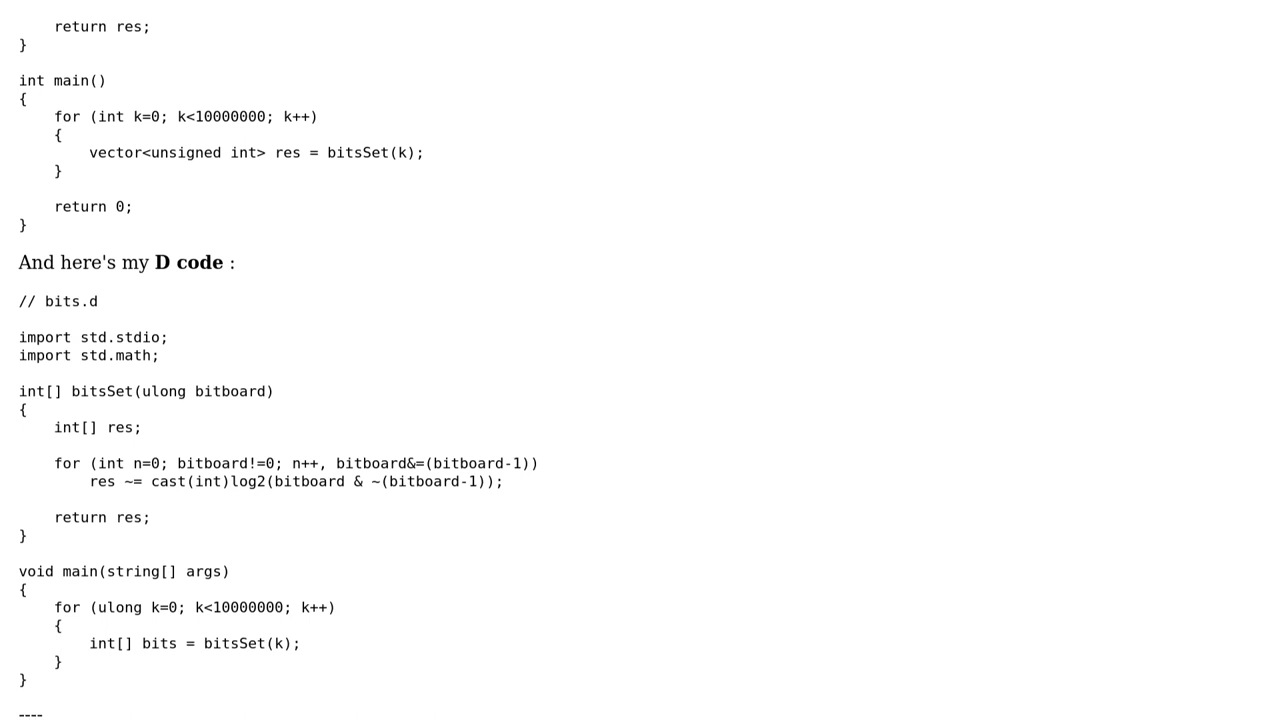 return res;
}

int main()
{
    for (int k=0; k<10000000; k++)
    {
        vector<unsigned int> res = bitsSet(k);
    }

    return 0;
}

And here's my D code :

// bits.d

import std.stdio;
import std.math;

int[] bitsSet(ulong bitboard)
{
    int[] res;

    for (int n=0; bitboard!=0; n++, bitboard&=(bitboard-1))
        res ~= cast(int)log2(bitboard & ~(bitboard-1));

    return res;
}

void main(string[] args)
{
    for (ulong k=0; k<10000000; k++)
    {
        int[] bits = bitsSet(k);
    }
}

----